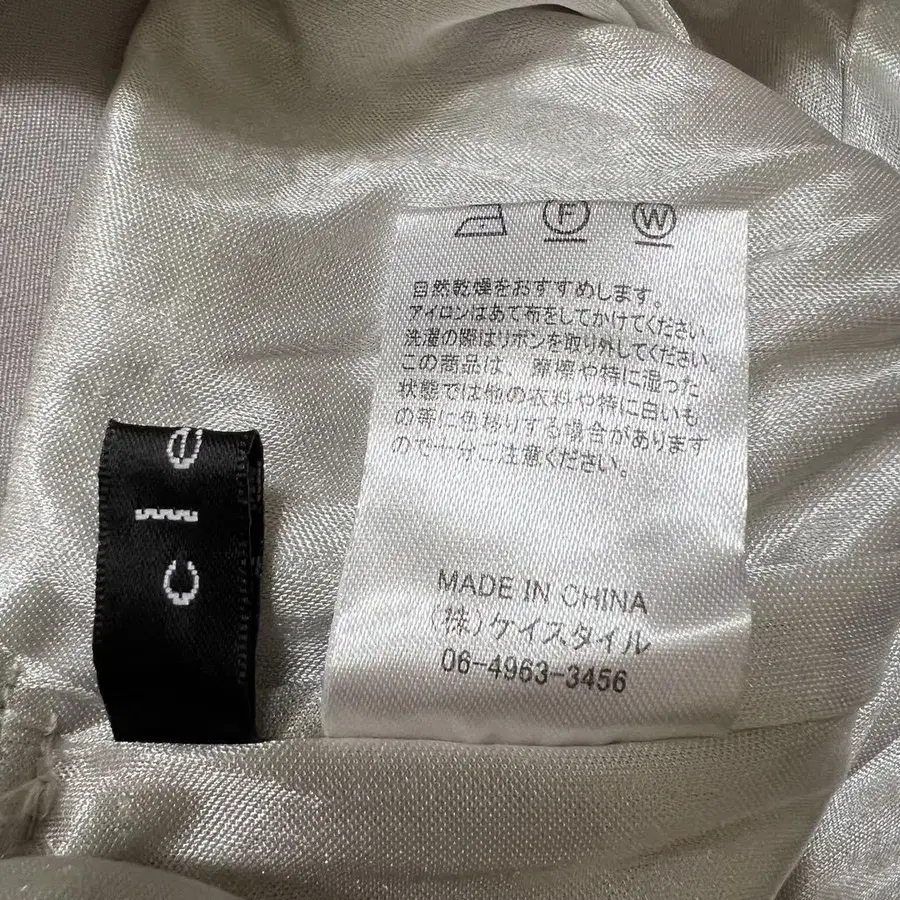 F W
自然乾燥をおすすめします。
アイロンはあて布をしてかけてください。
洗濯の際はリボンを取り外してください。
この商品は、摩擦や特に湿った
状態では他の衣料や特に白いも
の等に色移りする場合があります
ので十分ご注意ください。
MADE IN CHINA
(株)ケイスタイル
06-4963-3456